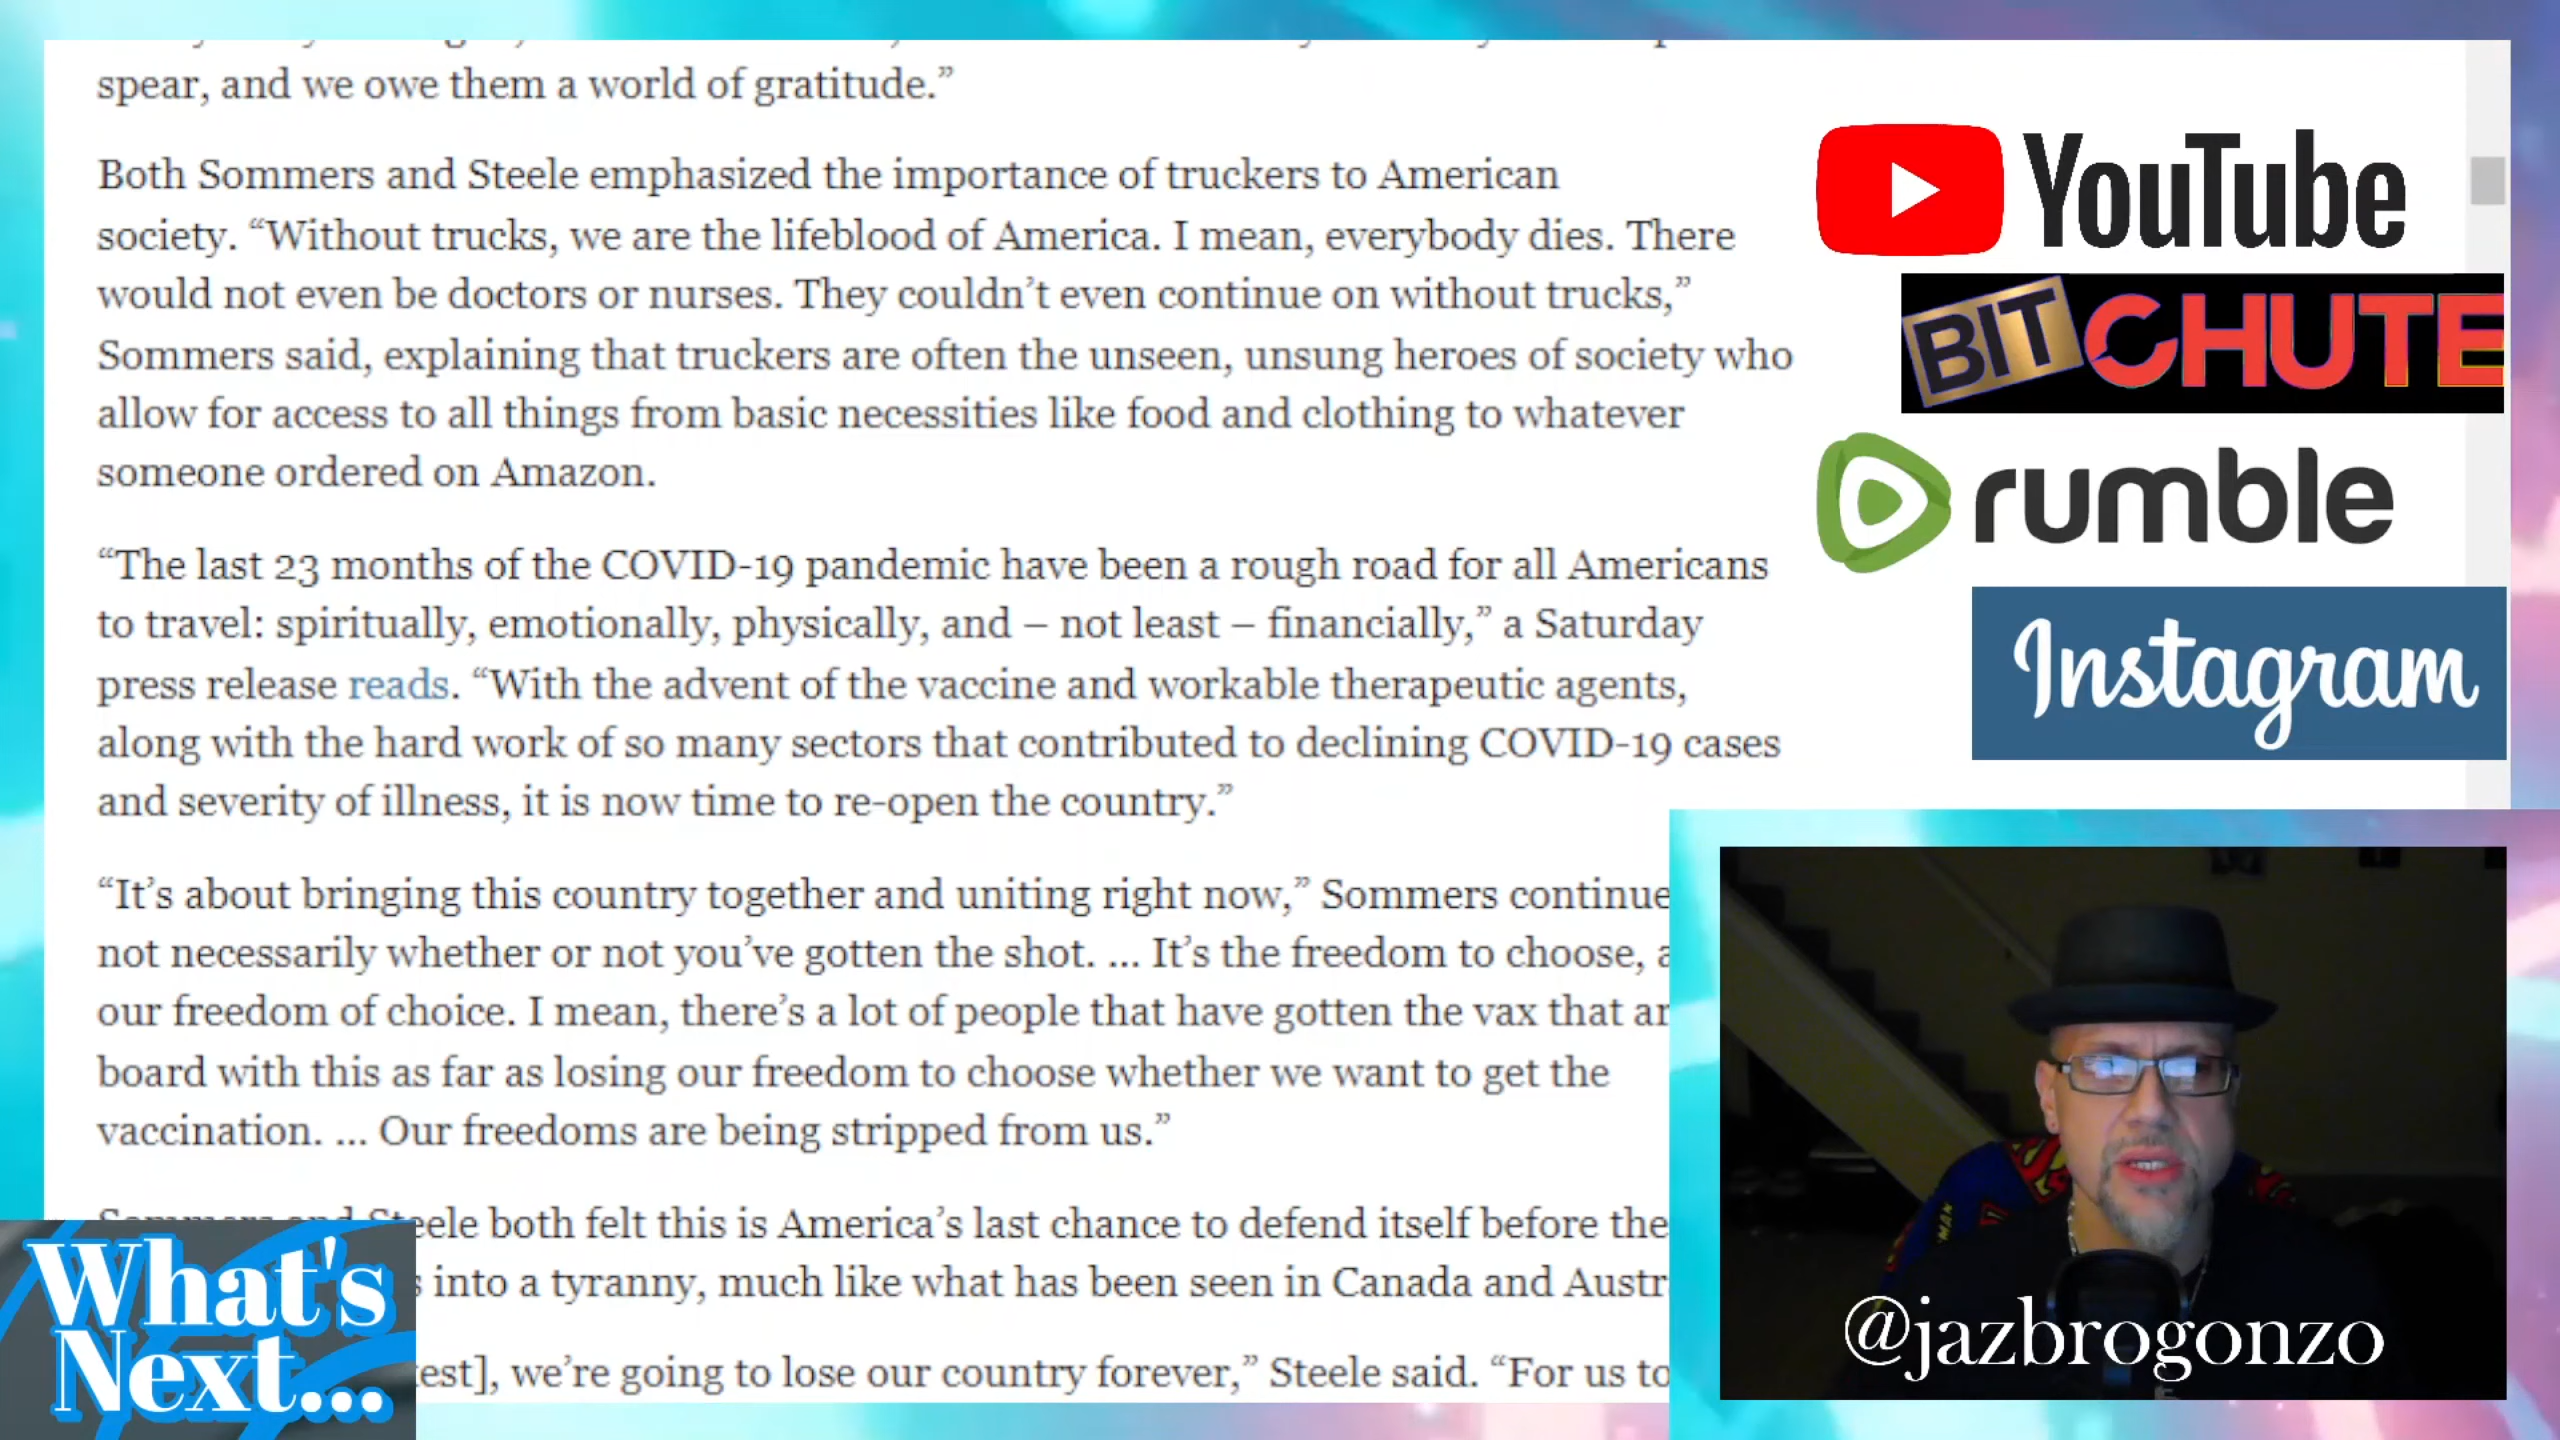 spear, and we owe them a world of gratitude.”
Both Sommers and Steele emphasized the importance of truckers to American
society. “Without trucks, we are the lifeblood of America. I mean, everybody dies. There
would not even be doctors or nurses. They couldn’t even continue on without trucks,”
Sommers said, explaining that truckers are often the unseen, unsung heroes of society who
allow for access to all things from basic necessities like food and clothing to whatever
someone ordered on Amazon.
“The last 23 months of the COVID-19 pandemic have been a rough road for all Americans
to travel: spiritually, emotionally, physically, and – not least – financially,” a Saturday
press release reads. “With the advent of the vaccine and workable therapeutic agents,
along with the hard work of so many sectors that contributed to declining COVID-19 cases
and severity of illness, it is now time to re-open the country.”
“It’s about bringing this country together and uniting right now,” Sommers continue
not necessarily whether or not you’ve gotten the shot. ... It’s the freedom to choose,
our freedom of choice. I mean, there’s a lot of people that have gotten the vax that
board with this as far as losing our freedom to choose whether we want to get the
vaccination. ... Our freedoms are being stripped from us.”
Sommers and Steele both felt this is America’s last chance to defend itself before the
into a tyranny, much like what has been seen in Canada and Austr
est], we’re going to lose our country forever,” Steele said. “For us to
YouTube
BITCHUTE
rumble
Instagram
What's
Next...
@jazbrogonzo